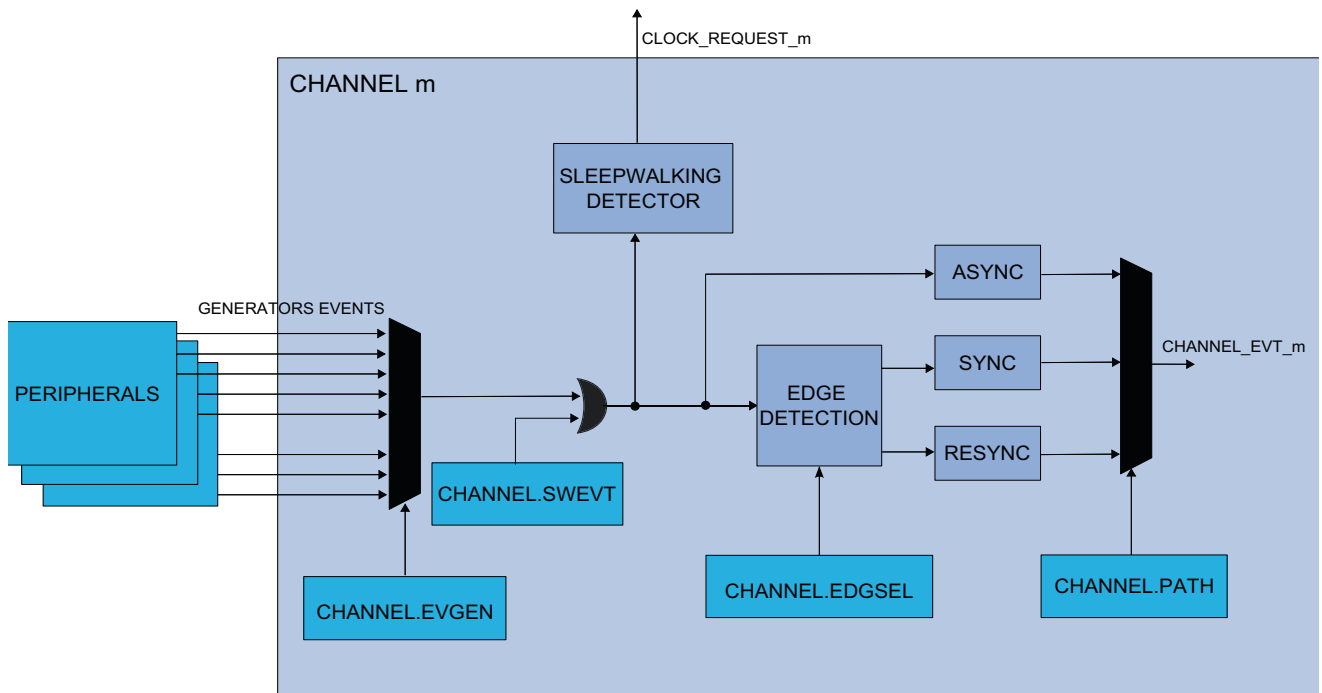 CLOCK_REQUEST_m
CHANNEL m
SLEEPWALKING
DETECTOR
ASYNC
GENERATORS EVENTS
CHANNEL_EVT_m
SYNC
PERIPHERALS
EDGE
DETECTION
RESYNC
CHANNEL.SWEVT
CHANNEL.EVGEN
CHANNEL.EDGSEL
CHANNEL.PATH